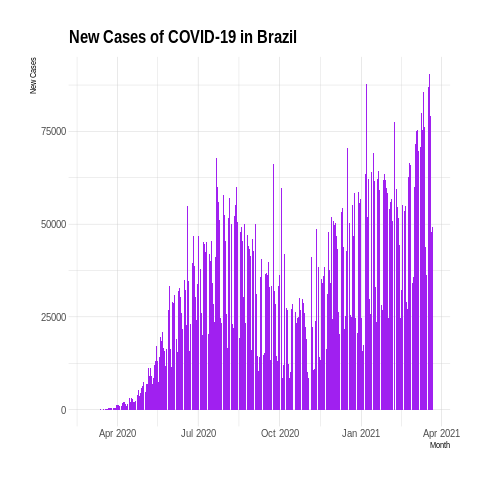 New Cases of COVID-19 in Brazil
New Cases
75000
50000
25000
0
Apr 2020 Jul 2020 Oct 2020 Jan 2021 Apr 2021
Month